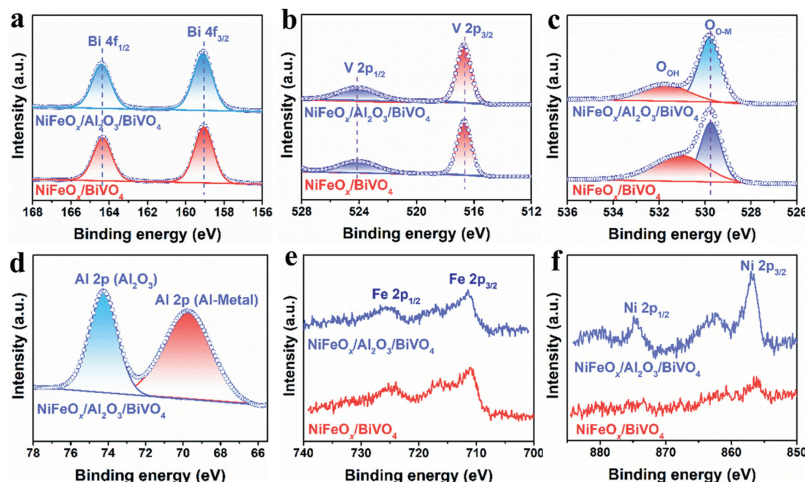 a
Bi 4f1/2
Bi 4f3/2
NiFeOx/Al2O3/BiVO4
NiFeOx/BiVO4
Intensity (a.u.)
168 166 164 162 160 158 156
Binding energy (eV)
b
V 2p1/2
V 2p3/2
NiFeOx/Al2O3/BiVO4
NiFeOx/BiVO4
Intensity (a.u.)
528 524 520 516 512
Binding energy (eV)
c
OO-M
OOH
NiFeOx/Al2O3/BiVO4
NiFeOx/BiVO4
Intensity (a.u.)
536 534 532 530 528 526
Binding energy (eV)
d
Al 2p (Al2O3)
Al 2p (Al-Metal)
NiFeOx/Al2O3/BiVO4
Intensity (a.u.)
78 76 74 72 70 68 66
Binding energy (eV)
e
Fe 2p1/2
Fe 2p3/2
NiFeOx/Al2O3/BiVO4
NiFeOx/BiVO4
Intensity (a.u.)
740 730 720 710 700
Binding energy (eV)
f
Ni 2p3/2
Ni 2p1/2
NiFeOx/Al2O3/BiVO4
NiFeOx/BiVO4
Intensity (a.u.)
880 870 860 850
Binding energy (eV)